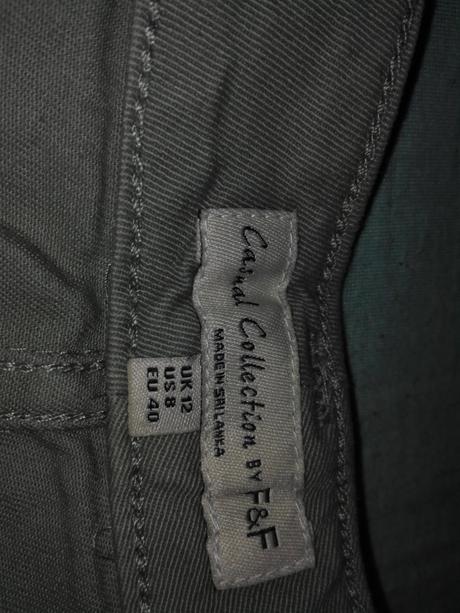 Casual Collection BY F&F
MADE IN SRI LANKA
UK 12
US 8
EU 40